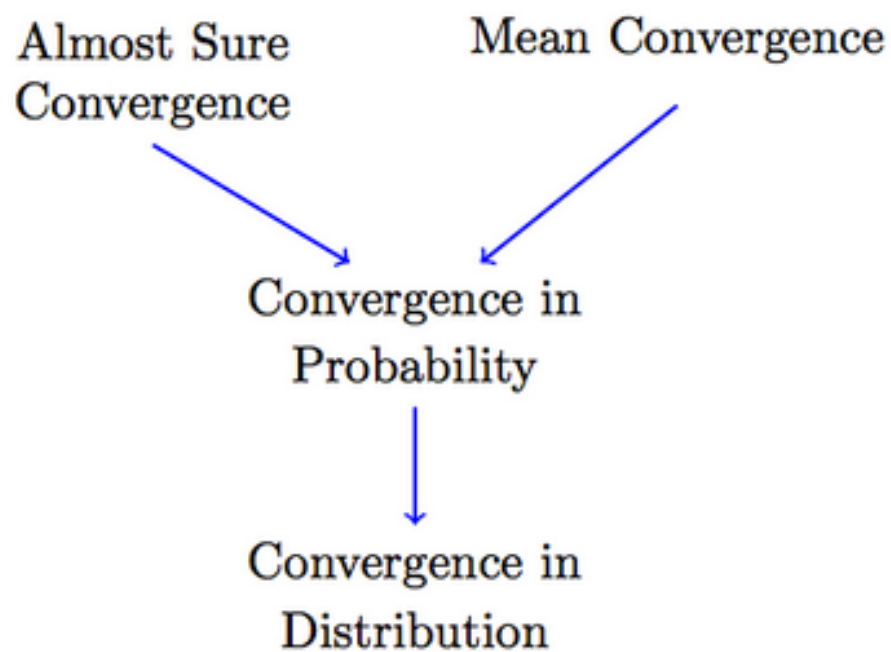 Almost Sure
Convergence
Mean Convergence
Convergence in
Probability
Convergence in
Distribution